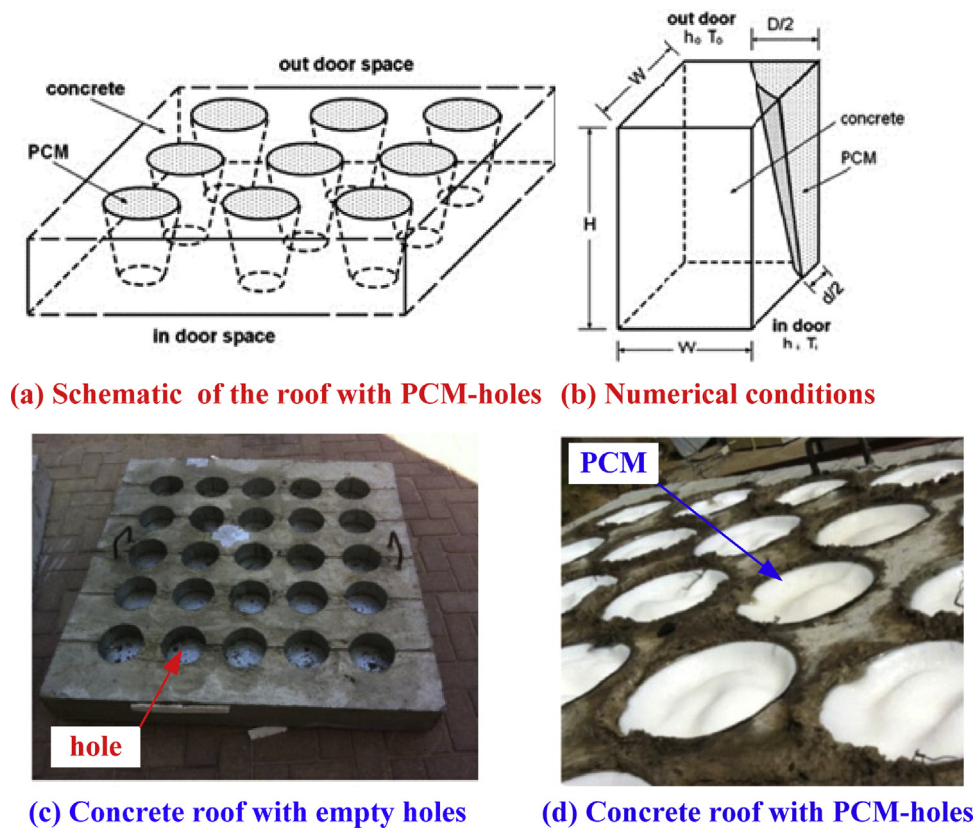 out door space
concrete
PCM
in door space
out door
h₀ T₀
D/2
W
concrete
PCM
H
d/2
in door
W
hᵢ Tᵢ
(a) Schematic of the roof with PCM-holes
(b) Numerical conditions
PCM
hole
(c) Concrete roof with empty holes
(d) Concrete roof with PCM-holes